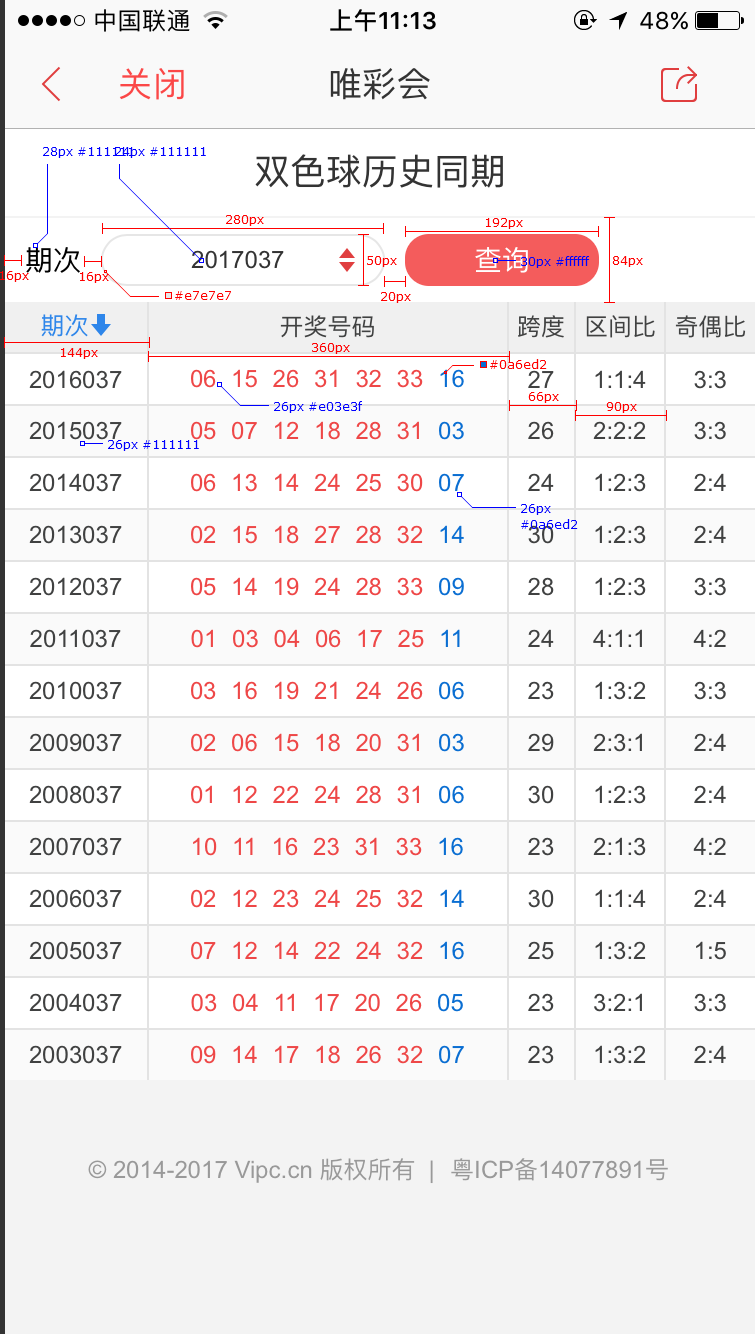 中国联通 上午11:13 48%
关闭 唯彩会
28px #111111 24px #111111
双色球历史同期
280px 192px
期次 2017037 50px 查询 30px #ffffff 84px
16px 16px #e7e7e7 20px
期次 开奖号码 跨度 区间比 奇偶比
144px 360px
2016037 06 15 26 31 32 33 16 #0a6ed2 27 1:1:4 3:3
26px #e03e3f 66px 90px
2015037 05 07 12 18 28 31 03 26 2:2:2 3:3
26px #111111
2014037 06 13 14 24 25 30 07 24 1:2:3 2:4
26px
#0a6ed2
2013037 02 15 18 27 28 32 14 30 1:2:3 2:4
2012037 05 14 19 24 28 33 09 28 1:2:3 3:3
2011037 01 03 04 06 17 25 11 24 4:1:1 4:2
2010037 03 16 19 21 24 26 06 23 1:3:2 3:3
2009037 02 06 15 18 20 31 03 29 2:3:1 2:4
2008037 01 12 22 24 28 31 06 30 1:2:3 2:4
2007037 10 11 16 23 31 33 16 23 2:1:3 4:2
2006037 02 12 23 24 25 32 14 30 1:1:4 2:4
2005037 07 12 14 22 24 32 16 25 1:3:2 1:5
2004037 03 04 11 17 20 26 05 23 3:2:1 3:3
2003037 09 14 17 18 26 32 07 23 1:3:2 2:4
© 2014-2017 Vipc.cn 版权所有 | 粤ICP备14077891号